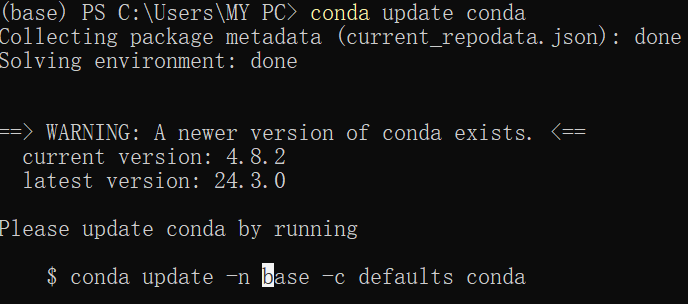 (base) PS C:\Users\MY PC> conda update conda
Collecting package metadata (current_repodata.json): done
Solving environment: done
==> WARNING: A newer version of conda exists. <==
current version: 4.8.2
latest version: 24.3.0
Please update conda by running
$ conda update -n base -c defaults conda